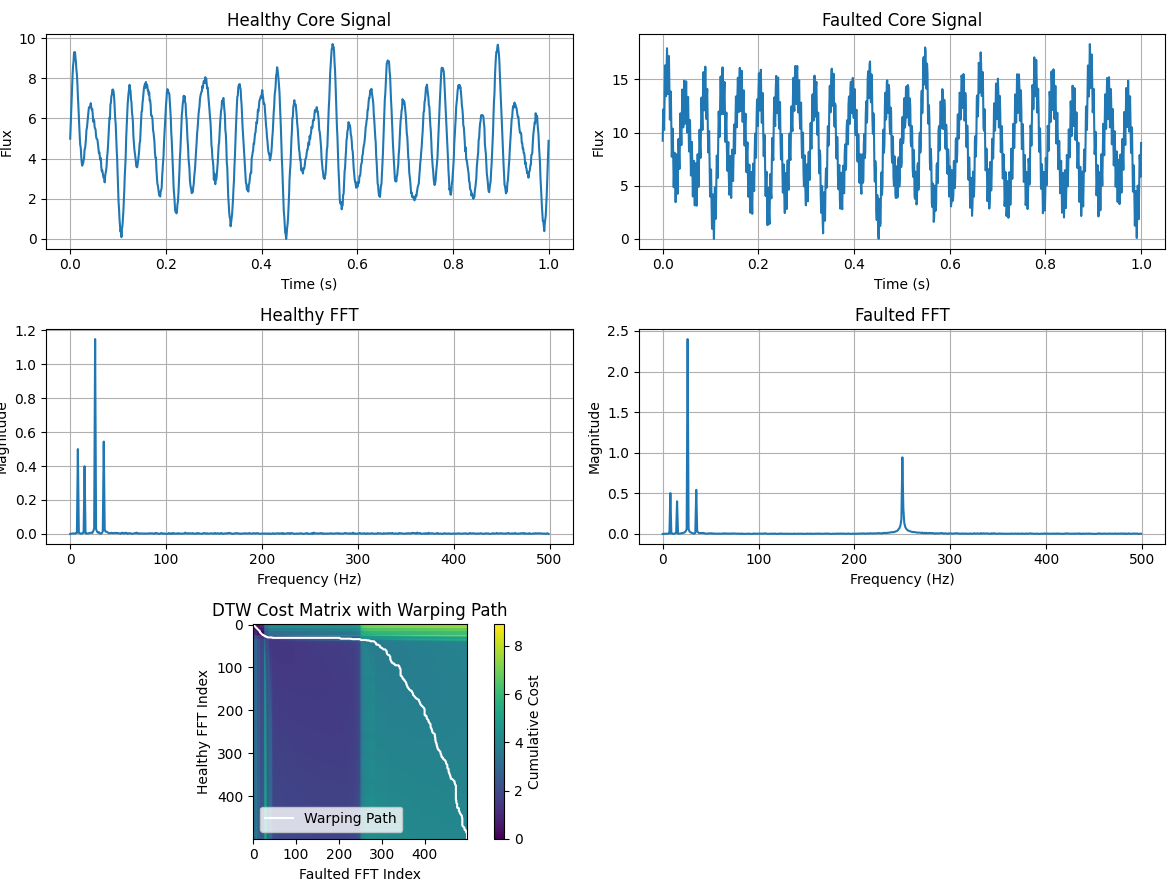 Healthy Core Signal
Flux
10
8
6
4
2
0
0.0 0.2 0.4 0.6 0.8 1.0
Time (s)
Faulted Core Signal
Flux
15
10
5
0
0.0 0.2 0.4 0.6 0.8 1.0
Time (s)
Healthy FFT
Magnitude
1.2
1.0
0.8
0.6
0.4
0.2
0.0
0 100 200 300 400 500
Frequency (Hz)
Faulted FFT
Magnitude
2.5
2.0
1.5
1.0
0.5
0.0
0 100 200 300 400 500
Frequency (Hz)
DTW Cost Matrix with Warping Path
Healthy FFT Index
0
100
200
300
400
Warping Path
0 100 200 300 400
Faulted FFT Index
8
6
4
2
0
Cumulative Cost